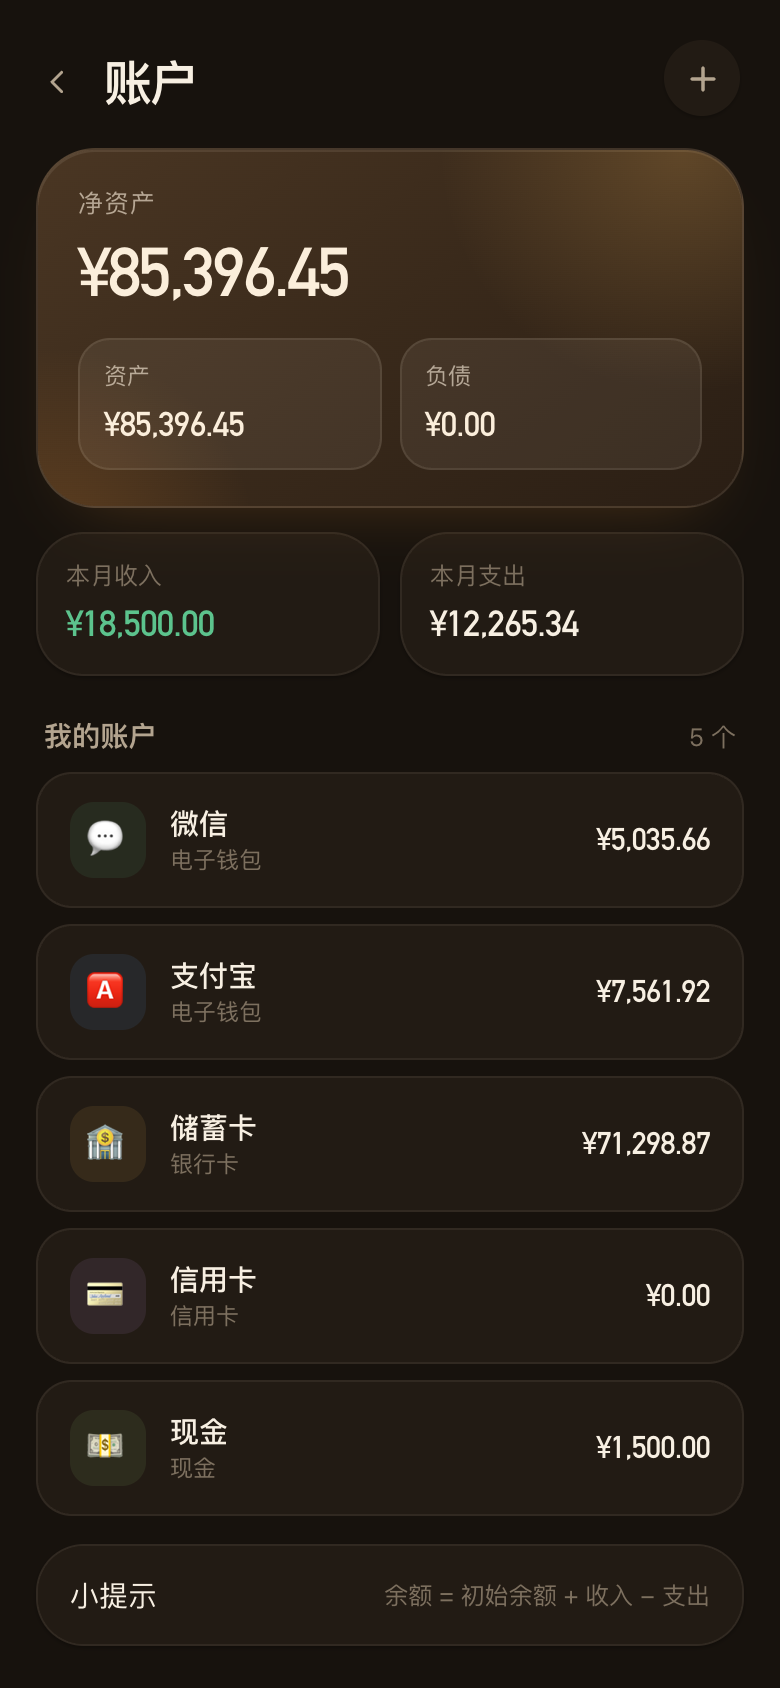 账户
净资产
¥85,396.45
资产
¥85,396.45
负债
¥0.00
本月收入
¥18,500.00
本月支出
¥12,265.34
我的账户
5 个
微信
电子钱包
¥5,035.66
A
支付宝
电子钱包
¥7,561.92
储蓄卡
银行卡
¥71,298.87
信用卡
信用卡
¥0.00
现金
现金
¥1,500.00
小提示
余额 = 初始余额 + 收入 − 支出